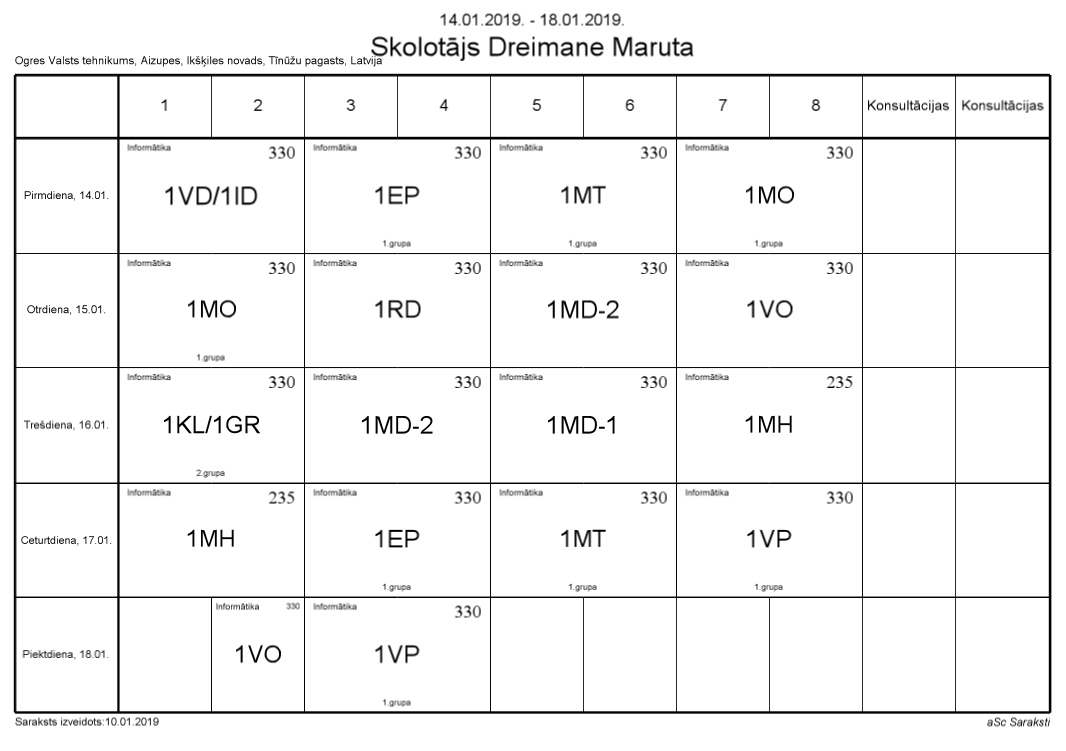 14.01.2019. - 18.01.2019.
Skolotājs Dreimane Maruta
Ogres Valsts tehnikums, Aizupes, Ikšķiles novads, Tīnūžu pagasts, Latvija
1 2 3 4 5 6 7 8 Konsultācijas Konsultācijas
Informātika 330 Informātika 330 Informātika 330 Informātika 330
Pirmdiena, 14.01. 1VD/1ID 1EP 1MT 1MO
1.grupa 1.grupa 1.grupa
Informātika 330 Informātika 330 Informātika 330 Informātika 330
Otrdiena, 15.01. 1MO 1RD 1MD-2 1VO
1.grupa
Informātika 330 Informātika 330 Informātika 330 Informātika 235
Trešdiena, 16.01. 1KL/1GR 1MD-2 1MD-1 1MH
2.grupa
Informātika 235 Informātika 330 Informātika 330 Informātika 330
Ceturtdiena, 17.01. 1MH 1EP 1MT 1VP
1.grupa 1.grupa 1.grupa
Informātika 330 Informātika 330
Piektdiena, 18.01. 1VO 1VP
1.grupa
Saraksts izveidots:10.01.2019 aSc Saraksti